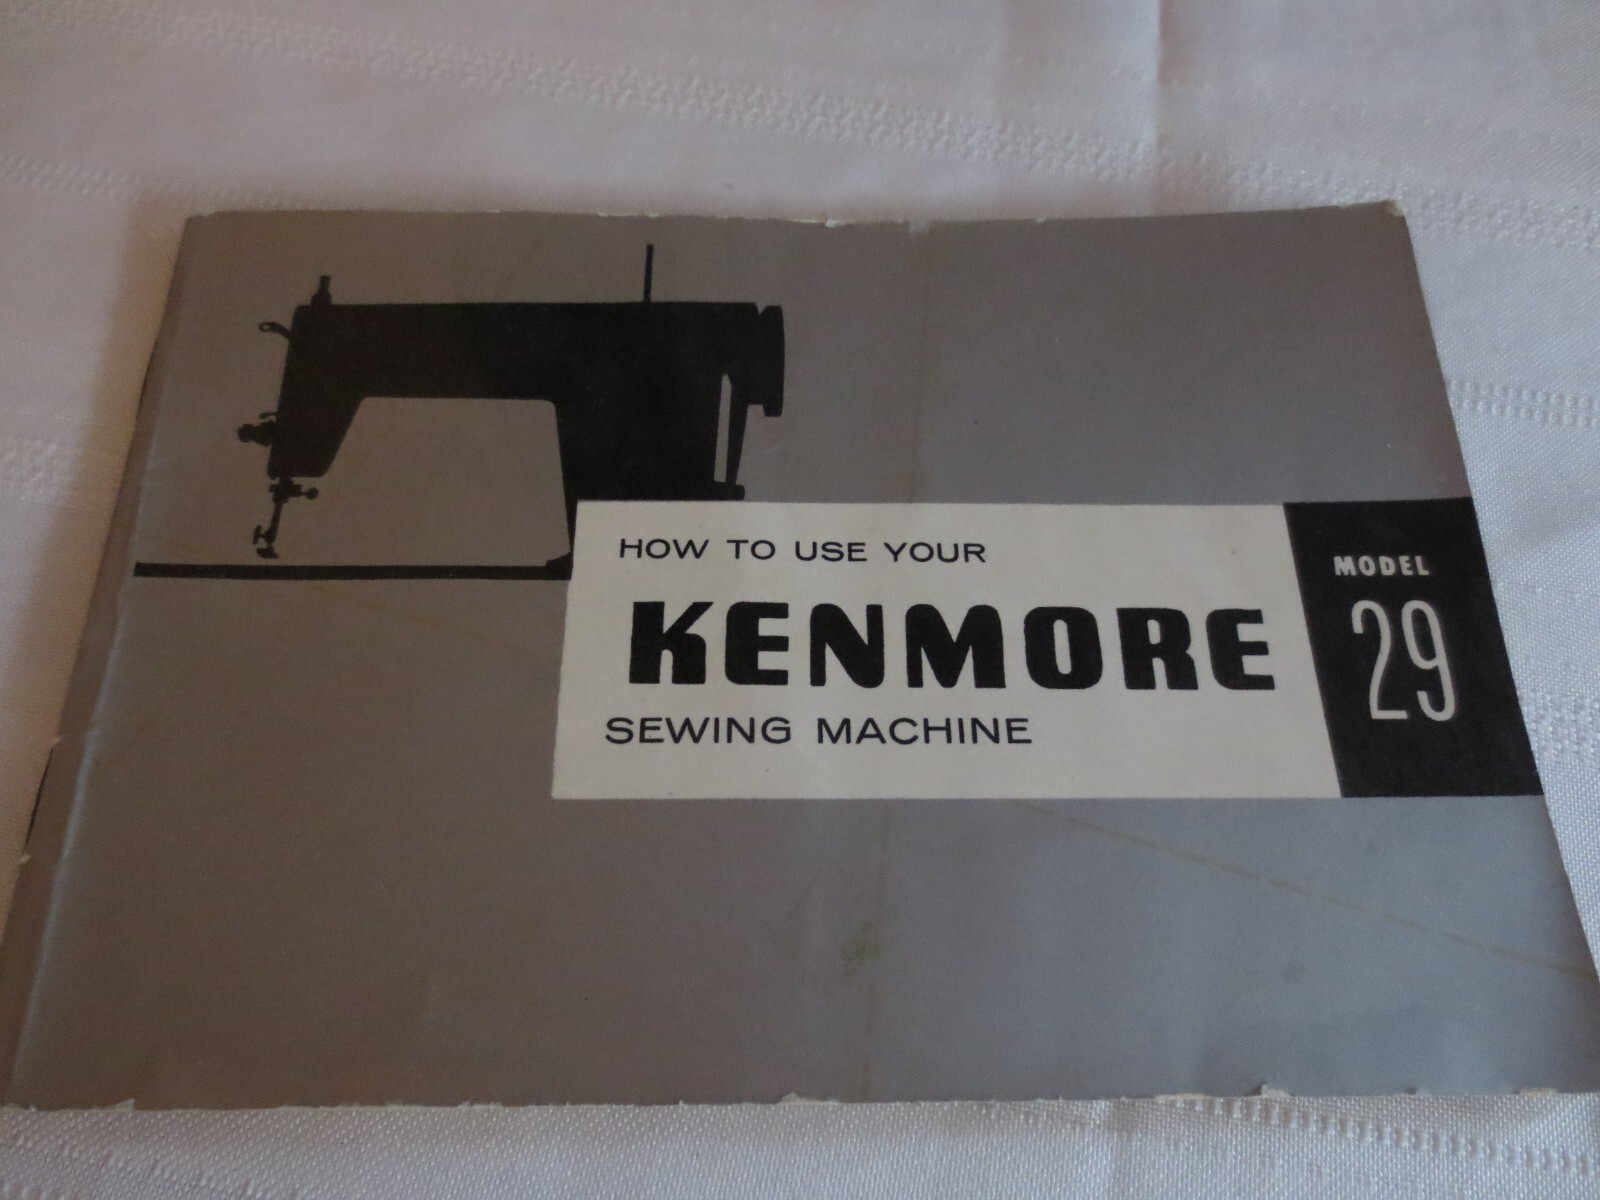 HOW TO USE YOUR
KENMORE
SEWING MACHINE
MODEL
29